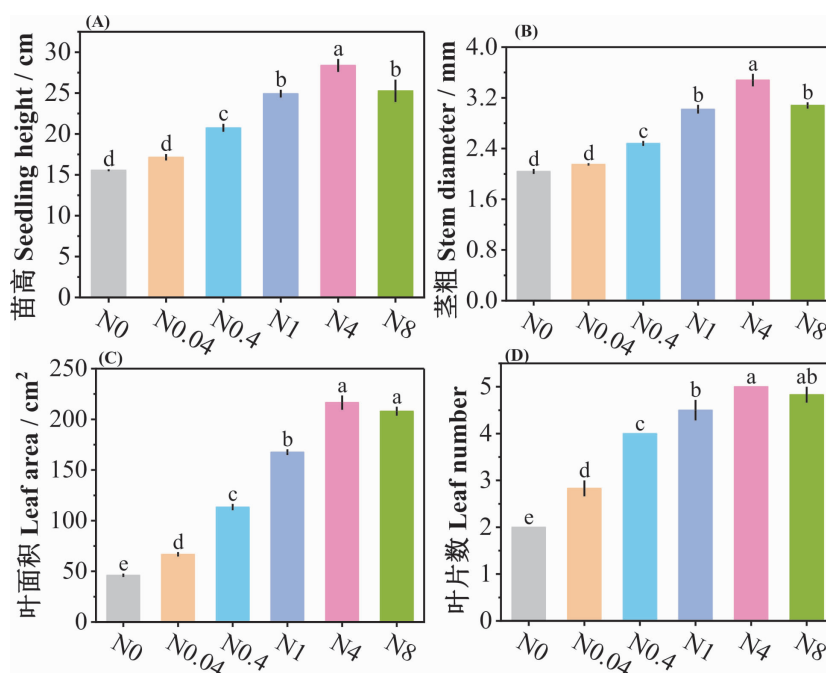 (A)
苗高 Seedling height / cm
30
25
20
15
10
5
0
d
d
c
b
a
b
N0
N0.04
N0.4
N1
N4
N8
(B)
茎粗 Stem diameter / mm
4.0
3.2
2.4
1.6
0.8
0.0
d
d
c
b
a
b
N0
N0.04
N0.4
N1
N4
N8
(C)
叶面积 Leaf area / cm²
250
200
150
100
50
0
e
d
c
b
a
a
N0
N0.04
N0.4
N1
N4
N8
(D)
叶片数 Leaf number
5
4
3
2
1
0
e
d
c
b
a
ab
N0
N0.04
N0.4
N1
N4
N8